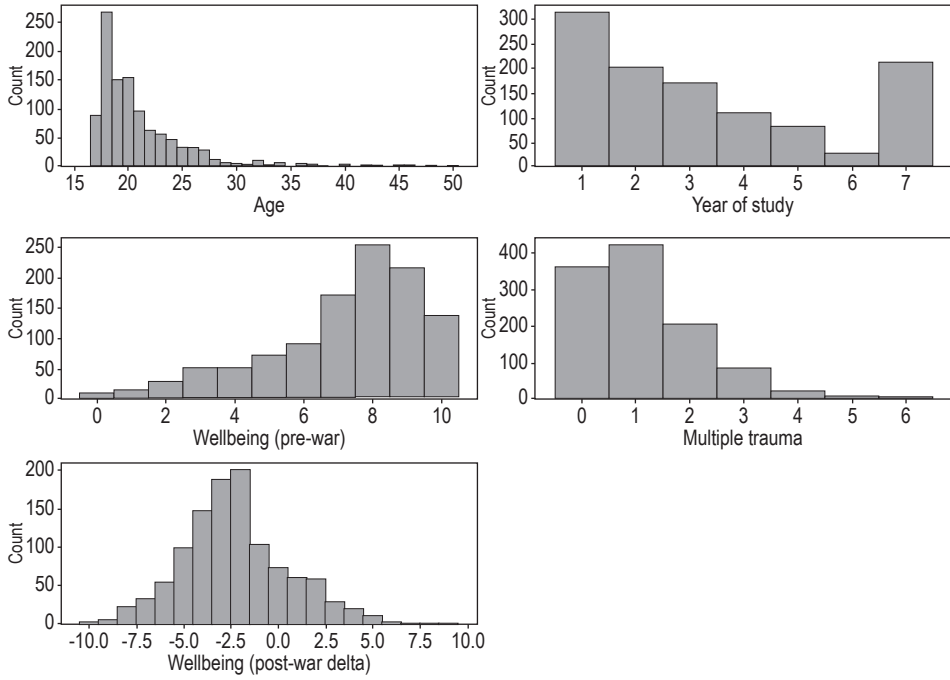 250
200
150
100
50
0
Count
15 20 25 30 35 40 45 50
Age
300
250
200
150
100
50
0
Count
1 2 3 4 5 6 7
Year of study
250
200
150
100
50
0
Count
0 2 4 6 8 10
Wellbeing (pre-war)
400
300
200
100
0
Count
0 1 2 3 4 5 6
Multiple trauma
200
150
100
50
0
Count
-10.0 -7.5 -5.0 -2.5 0.0 2.5 5.0 7.5 10.0
Wellbeing (post-war delta)